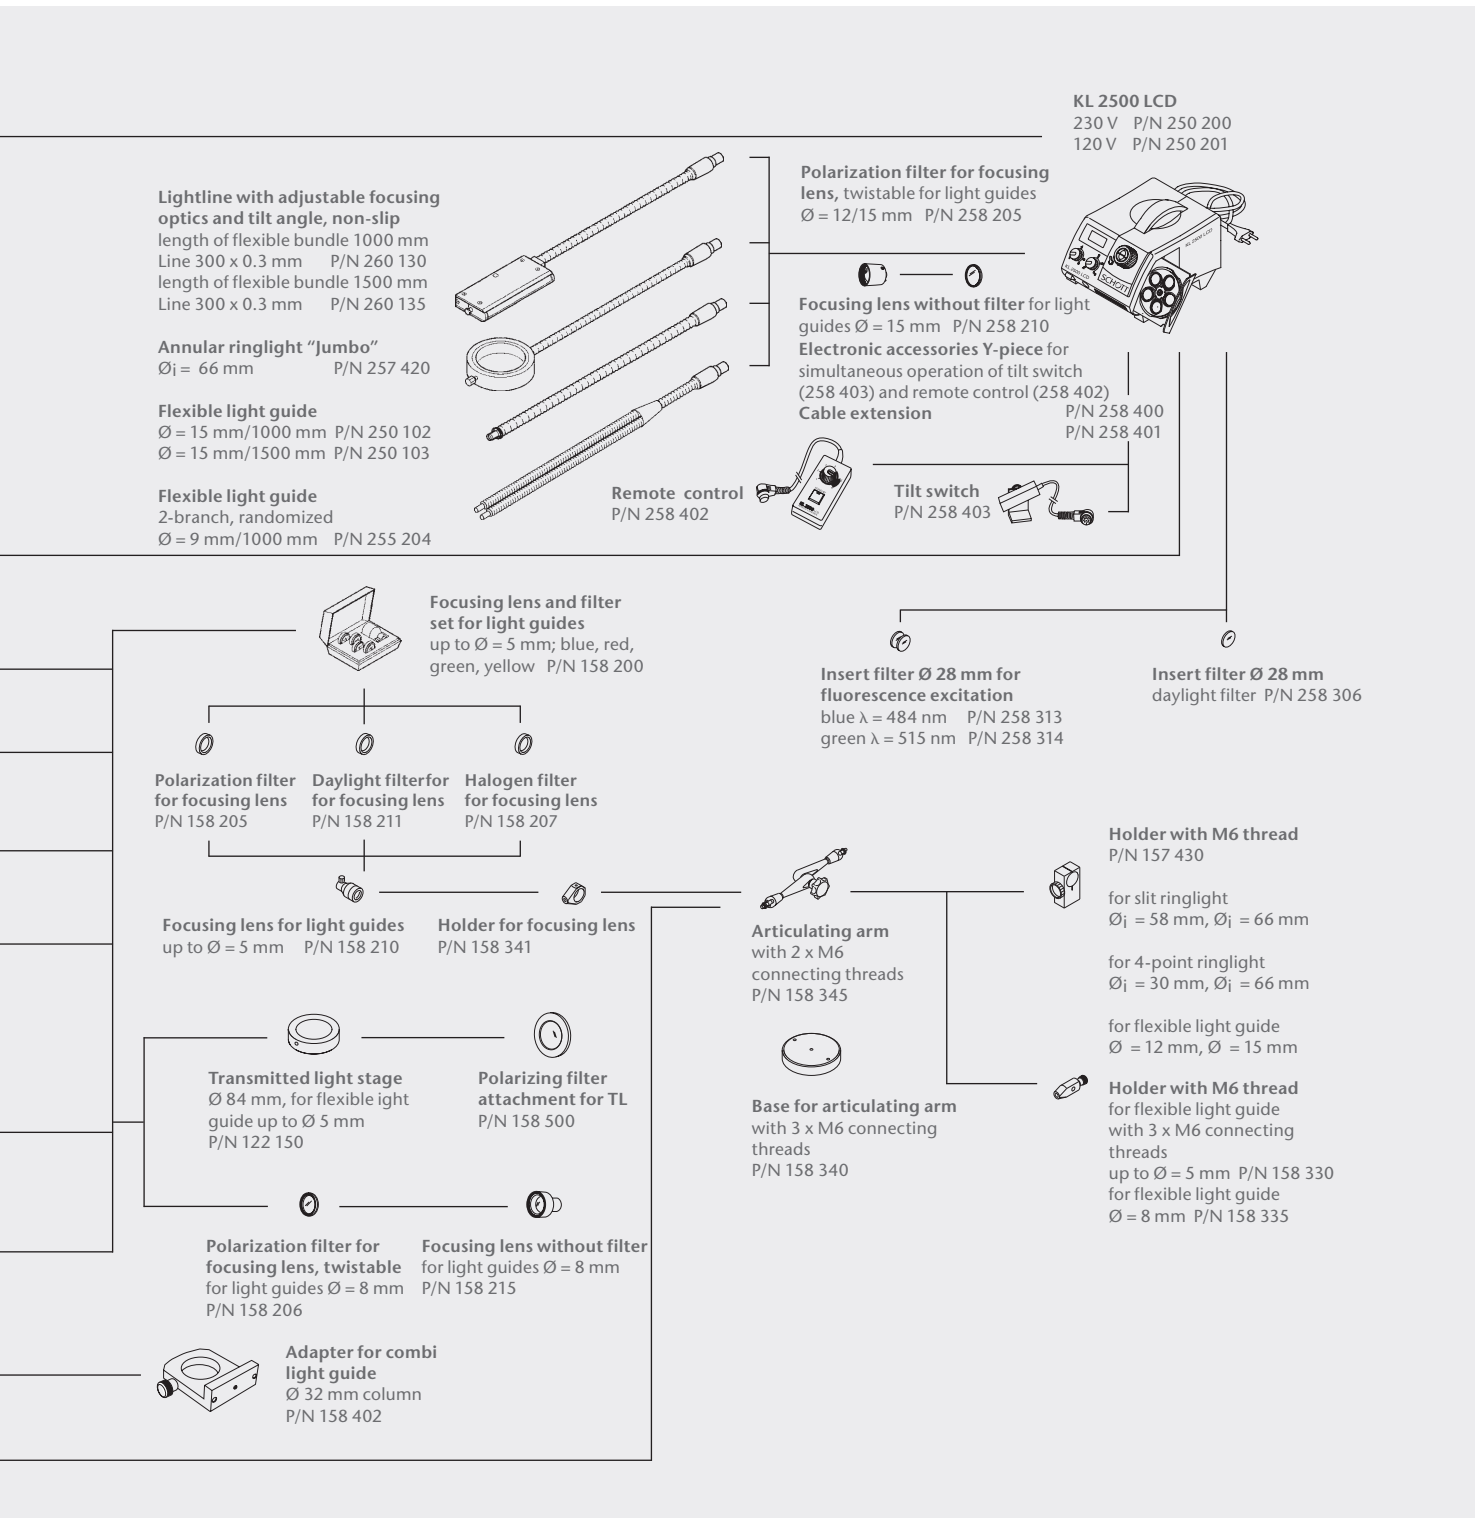 KL 2500 LCD
230 V P/N 250 200
120 V P/N 250 201
Lightline with adjustable focusing
optics and tilt angle, non-slip
length of flexible bundle 1000 mm
Line 300 x 0.3 mm P/N 260 130
length of flexible bundle 1500 mm
Line 300 x 0.3 mm P/N 260 135
Annular ringlight “Jumbo”
Øi = 66 mm P/N 257 420
Flexible light guide
Ø = 15 mm/1000 mm P/N 250 102
Ø = 15 mm/1500 mm P/N 250 103
Flexible light guide
2-branch, randomized
Ø = 9 mm/1000 mm P/N 255 204
Polarization filter for focusing
lens, twistable for light guides
Ø = 12/15 mm P/N 258 205
KL 2500 LCD
KL 2500 LCD
SCHOTT
Focusing lens without filter for light
guides Ø = 15 mm P/N 258 210
Electronic accessories Y-piece for
simultaneous operation of tilt switch
(258 403) and remote control (258 402)
Cable extension P/N 258 400
P/N 258 401
Remote control
P/N 258 402
Tilt switch
P/N 258 403
Focusing lens and filter
set for light guides
up to Ø = 5 mm; blue, red,
green, yellow P/N 158 200
Insert filter Ø 28 mm for
fluorescence excitation
blue λ = 484 nm P/N 258 313
green λ = 515 nm P/N 258 314
Insert filter Ø 28 mm
daylight filter P/N 258 306
Polarization filter
for focusing lens
P/N 158 205
Daylight filterfor
for focusing lens
P/N 158 211
Halogen filter
for focusing lens
P/N 158 207
Focusing lens for light guides
up to Ø = 5 mm P/N 158 210
Holder for focusing lens
P/N 158 341
Articulating arm
with 2 x M6
connecting threads
P/N 158 345
Holder with M6 thread
P/N 157 430
for slit ringlight
Øi = 58 mm, Øi = 66 mm
for 4-point ringlight
Øi = 30 mm, Øi = 66 mm
for flexible light guide
Ø = 12 mm, Ø = 15 mm
Transmitted light stage
Ø 84 mm, for flexible ight
guide up to Ø 5 mm
P/N 122 150
Polarizing filter
attachment for TL
P/N 158 500
Base for articulating arm
with 3 x M6 connecting
threads
P/N 158 340
Holder with M6 thread
for flexible light guide
with 3 x M6 connecting
threads
up to Ø = 5 mm P/N 158 330
for flexible light guide
Ø = 8 mm P/N 158 335
Polarization filter for
focusing lens, twistable
for light guides Ø = 8 mm
P/N 158 206
Focusing lens without filter
for light guides Ø = 8 mm
P/N 158 215
Adapter for combi
light guide
Ø 32 mm column
P/N 158 402